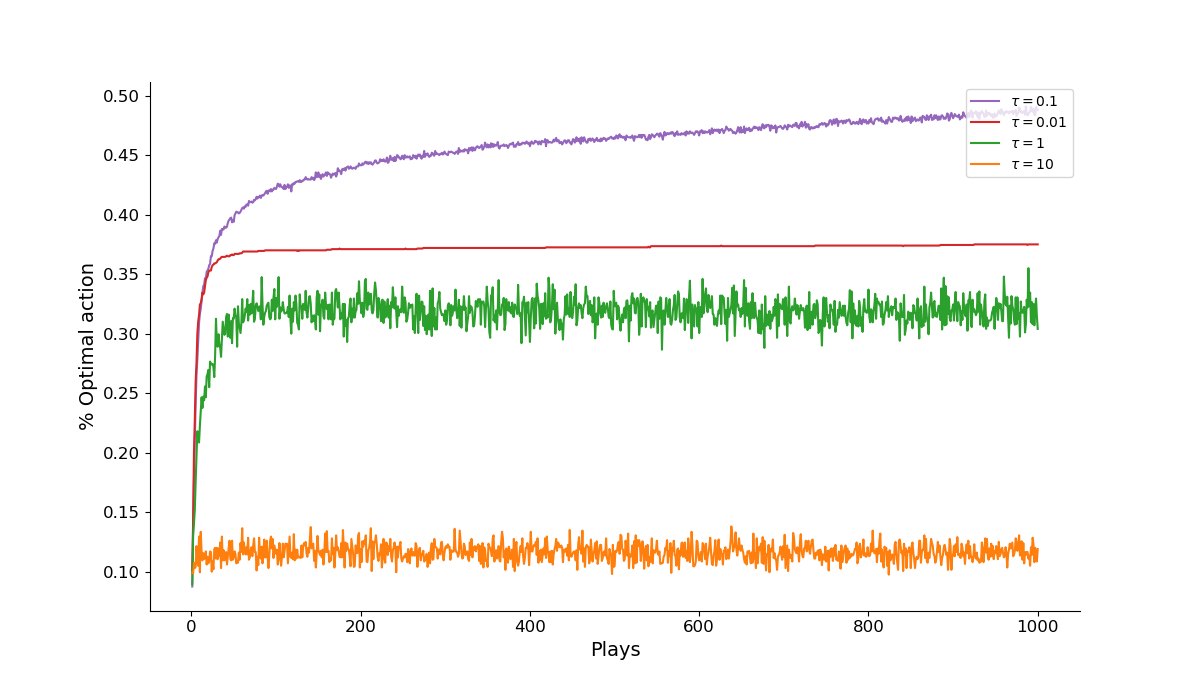 0.50
0.45
0.40
0.35
0.30
0.25
0.20
0.15
0.10
% Optimal action
0 200 400 600 800 1000
Plays
τ = 0.1
τ = 0.01
τ = 1
τ = 10